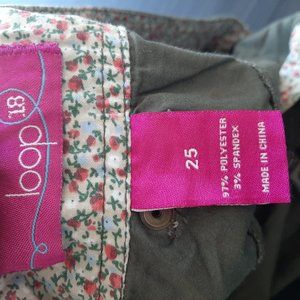 loop 18
25
97% POLYESTER
3% SPANDEX
MADE IN CHINA